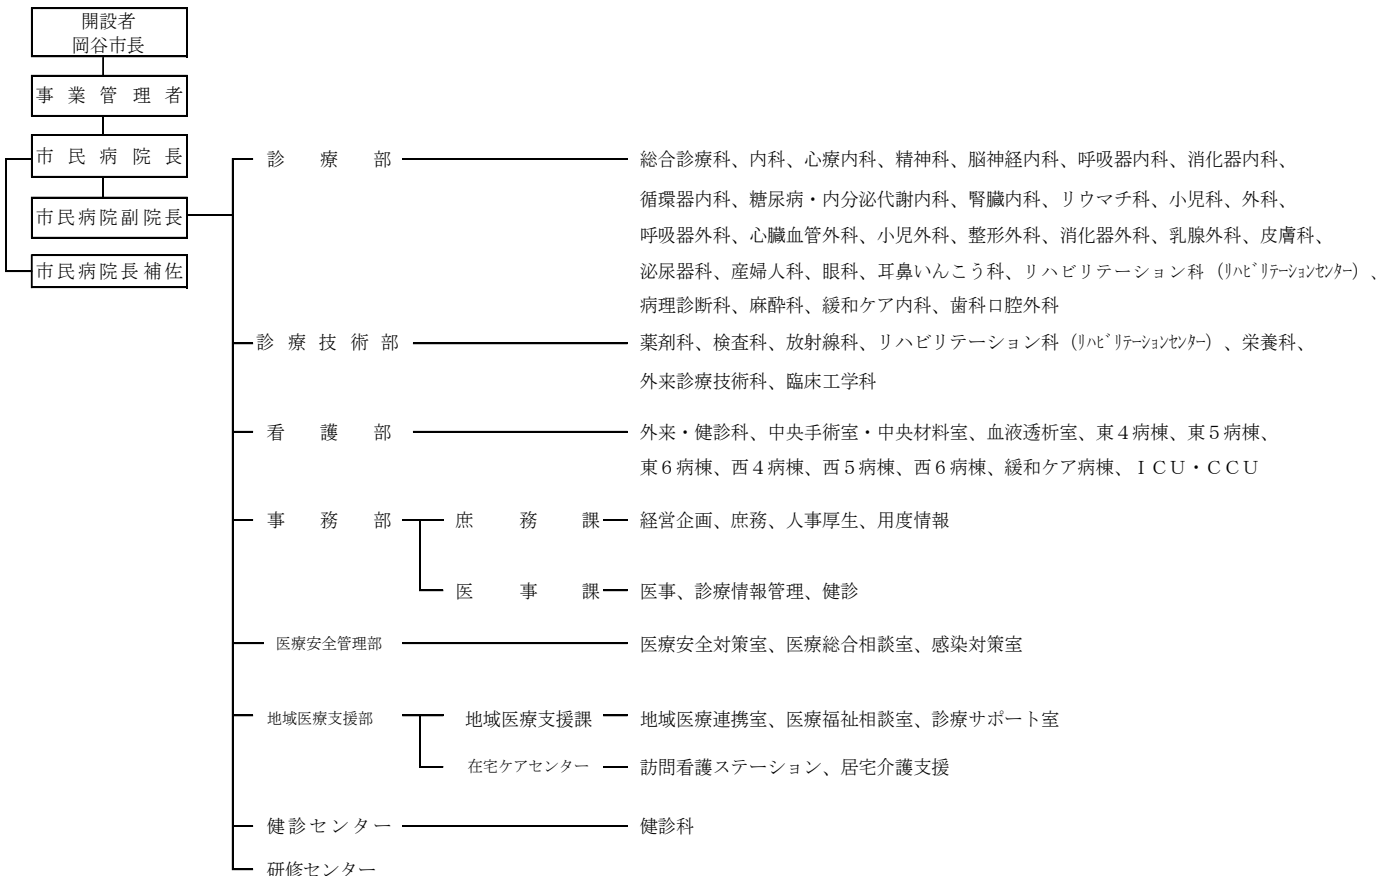 開設者
岡谷市長
事業管理者
市民病院長
市民病院副院長
市民病院長補佐
診療部
総合診療科、内科、心療内科、精神科、脳神経内科、呼吸器内科、消化器内科、
循環器内科、糖尿病・内分泌代謝内科、腎臓内科、リウマチ科、小児科、外科、
呼吸器外科、心臓血管外科、小児外科、整形外科、消化器外科、乳腺外科、皮膚科、
泌尿器科、産婦人科、眼科、耳鼻いんこう科、リハビリテーション科（ﾘﾊﾋﾞﾘﾃｰｼｮﾝｾﾝﾀｰ）、
病理診断科、麻酔科、緩和ケア内科、歯科口腔外科
診療技術部
薬剤科、検査科、放射線科、リハビリテーション科（ﾘﾊﾋﾞﾘﾃｰｼｮﾝｾﾝﾀｰ）、栄養科、
外来診療技術科、臨床工学科
看護部
外来・健診科、中央手術室・中央材料室、血液透析室、東４病棟、東５病棟、
東６病棟、西４病棟、西５病棟、西６病棟、緩和ケア病棟、ＩＣＵ・ＣＣＵ
事務部
庶務課
経営企画、庶務、人事厚生、用度情報
医事課
医事、診療情報管理、健診
医療安全管理部
医療安全対策室、医療総合相談室、感染対策室
地域医療支援部
地域医療支援課
地域医療連携室、医療福祉相談室、診療サポート室
在宅ケアセンター
訪問看護ステーション、居宅介護支援
健診センター
健診科
研修センター